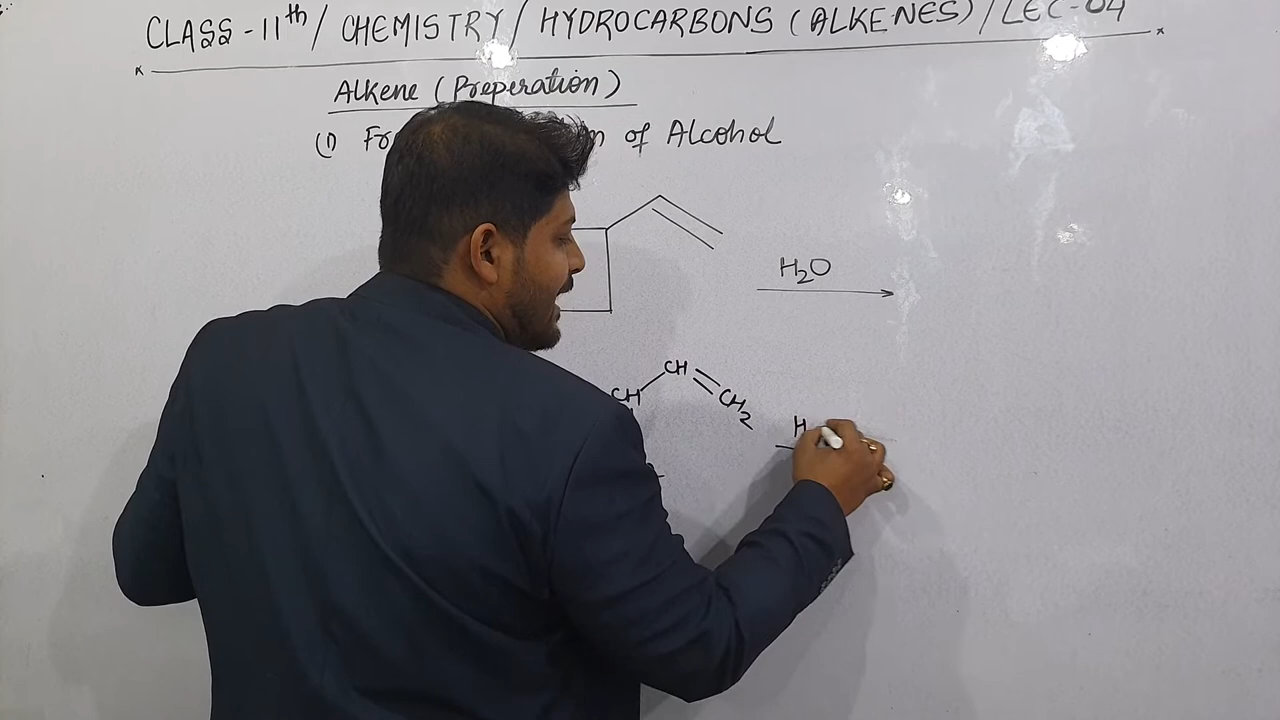 CLASS-11th/ CHEMISTRY/ HYDROCARBONS (ALKENES)/LEC-04
Alkene (Preperation)
(1) of Alcohol
H2O
CH CH CH2
H